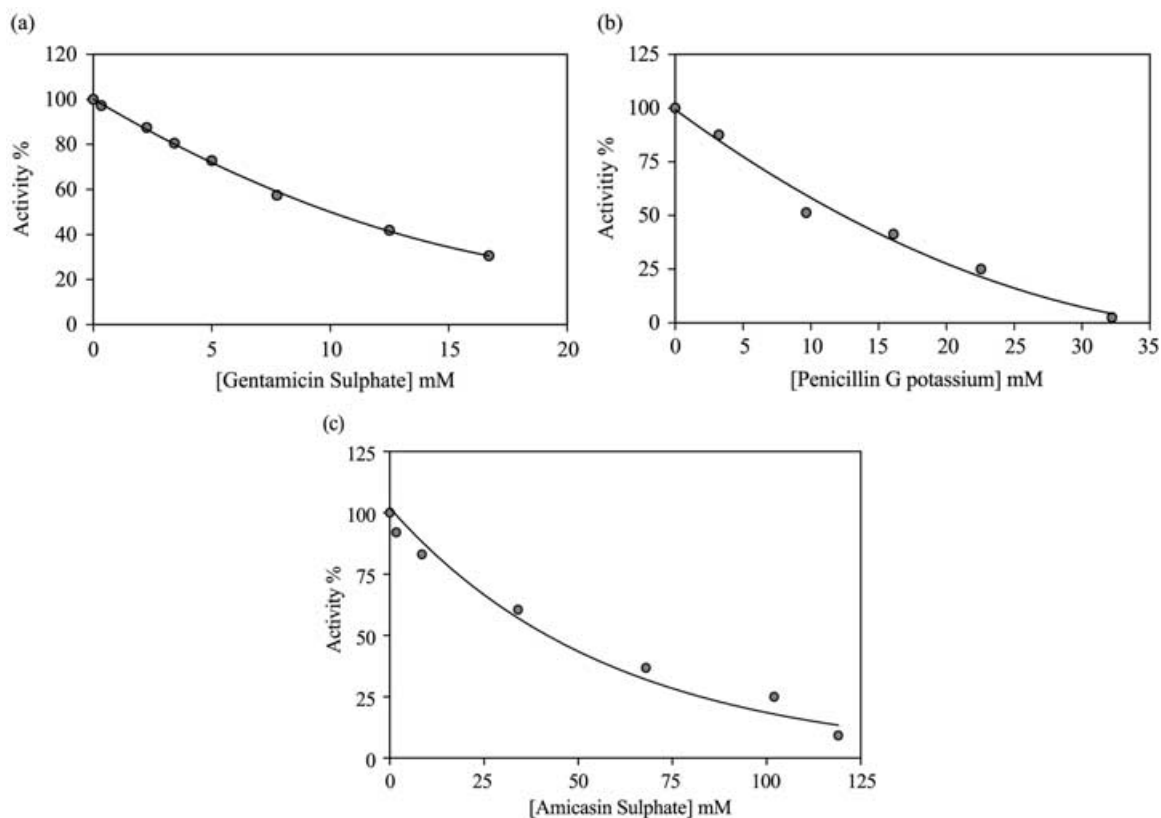 (a)
120
100
80
60
40
20
0
Activity %
0 5 10 15 20
[Gentamicin Sulphate] mM
(b)
125
100
75
50
25
0
Activitiy %
0 5 10 15 20 25 30 35
[Penicillin G potassium] mM
(c)
125
100
75
50
25
0
Activity %
0 25 50 75 100 125
[Amicasin Sulphate] mM